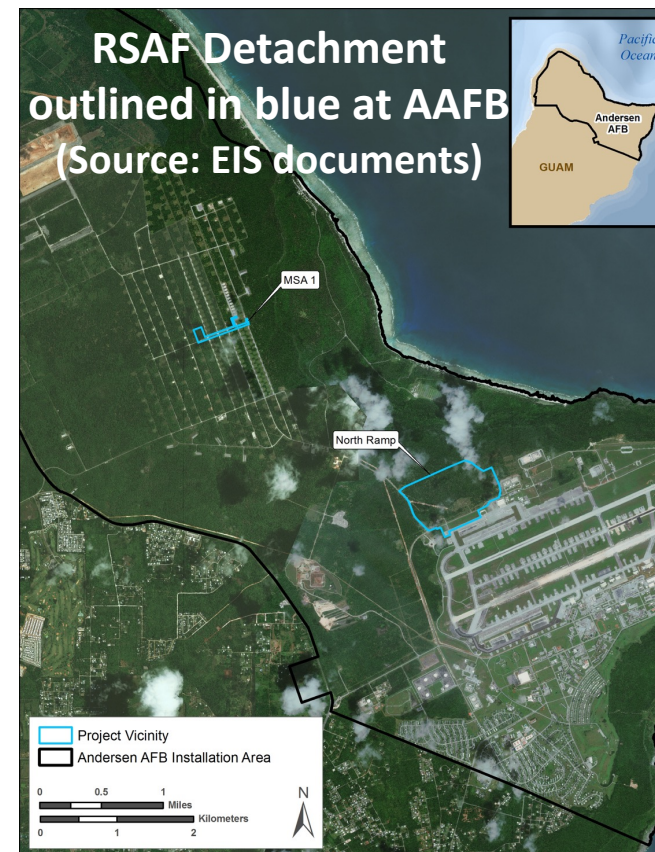 RSAF Detachment
outlined in blue at AAFB
(Source: EIS documents)
Pacific
Ocean
Andersen
AFB
GUAM
MSA 1
North Ramp
Project Vicinity
Andersen AFB Installation Area
0 0.5 1
Miles
Kilometers
0 1 2
N